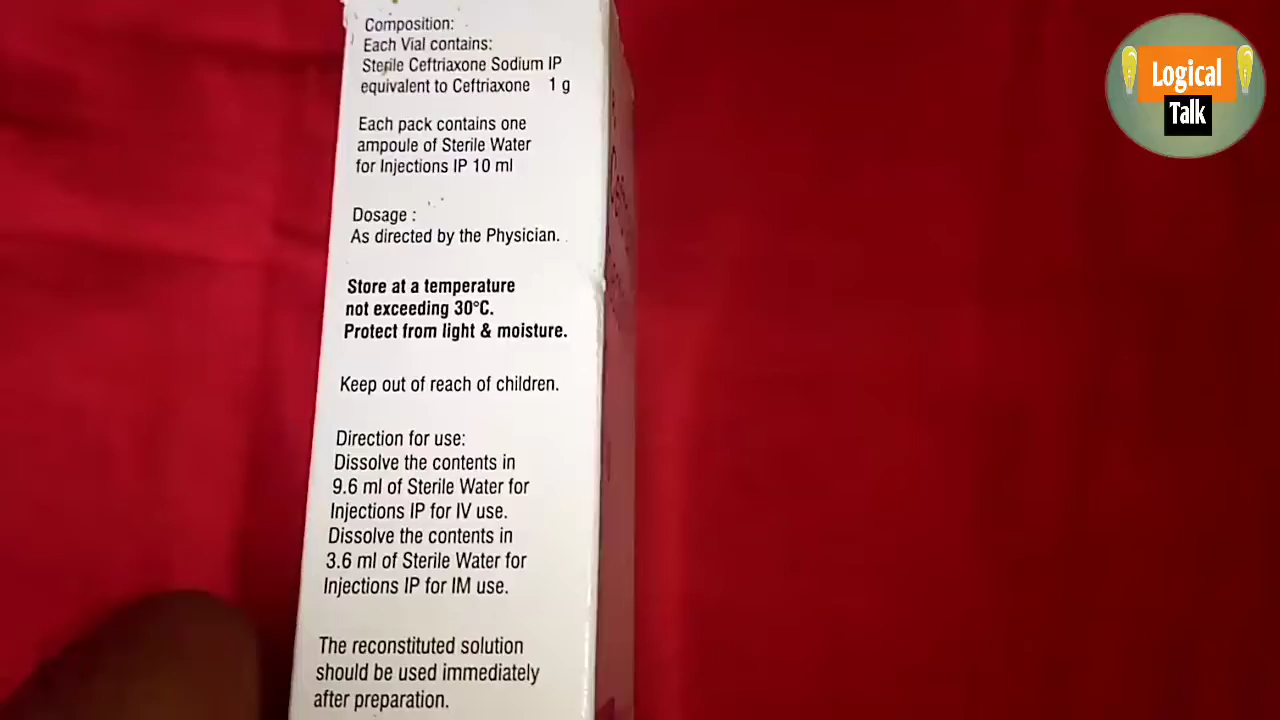 Composition:
Each Vial contains:
Sterile Ceftriaxone Sodium IP
equivalent to Ceftriaxone 1 g
Each pack contains one
ampoule of Sterile Water
for Injections IP 10 ml
Dosage :
As directed by the Physician.
Store at a temperature
not exceeding 30°C.
Protect from light & moisture.
Keep out of reach of children.
Direction for use:
Dissolve the contents in
9.6 ml of Sterile Water for
Injections IP for IV use.
Dissolve the contents in
3.6 ml of Sterile Water for
Injections IP for IM use.
The reconstituted solution
should be used immediately
after preparation.
Logical
Talk